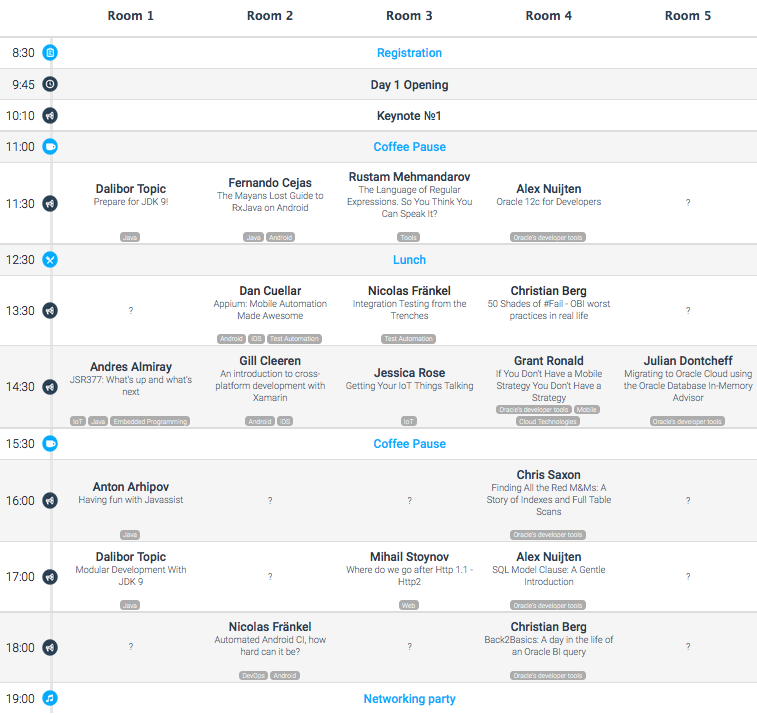 Room 1 Room 2 Room 3 Room 4 Room 5
8:30 Registration
9:45 Day 1 Opening
10:10 Keynote №1
11:00 Coffee Pause
11:30
Dalibor Topic
Prepare for JDK 9!
Java
Fernando Cejas
The Mayans Lost Guide to
RxJava on Android
Java Android
Rustam Mehmandarov
The Language of Regular
Expressions. So You Think You
Can Speak It?
Tools
Alex Nuijten
Oracle 12c for Developers
Oracle's developer tools
?
12:30 Lunch
13:30
?
Dan Cuellar
Appium: Mobile Automation
Made Awesome
Android iOS Test Automation
Nicolas Fränkel
Integration Testing from the
Trenches
Test Automation
Christian Berg
50 Shades of #Fail - OBI worst
practices in real life
?
14:30
Andres Almiray
JSR377: What's up and what's
next
IoT Java Embedded Programming
Gill Cleeren
An introduction to cross-
platform development with
Xamarin
Android iOS
Jessica Rose
Getting Your IoT Things Talking
IoT
Grant Ronald
If You Don't Have a Mobile
Strategy You Don't Have a
Strategy
Oracle's developer tools Mobile
Cloud Technologies
Julian Dontcheff
Migrating to Oracle Cloud using
the Oracle Database In-Memory
Advisor
Oracle's developer tools
15:30 Coffee Pause
16:00
Anton Arhipov
Having fun with Javassist
Java
?
?
Chris Saxon
Finding All the Red M&Ms: A
Story of Indexes and Full Table
Scans
Oracle's developer tools
?
17:00
Dalibor Topic
Modular Development With
JDK 9
Java
?
Mihail Stoynov
Where do we go after Http 1.1 -
Http2
Web
Alex Nuijten
SQL Model Clause: A Gentle
Introduction
Oracle's developer tools
?
18:00
?
Nicolas Fränkel
Automated Android CI, how
hard can it be?
DevOps Android
?
Christian Berg
Back2Basics: A day in the life of
an Oracle BI query
Oracle's developer tools
?
19:00 Networking party